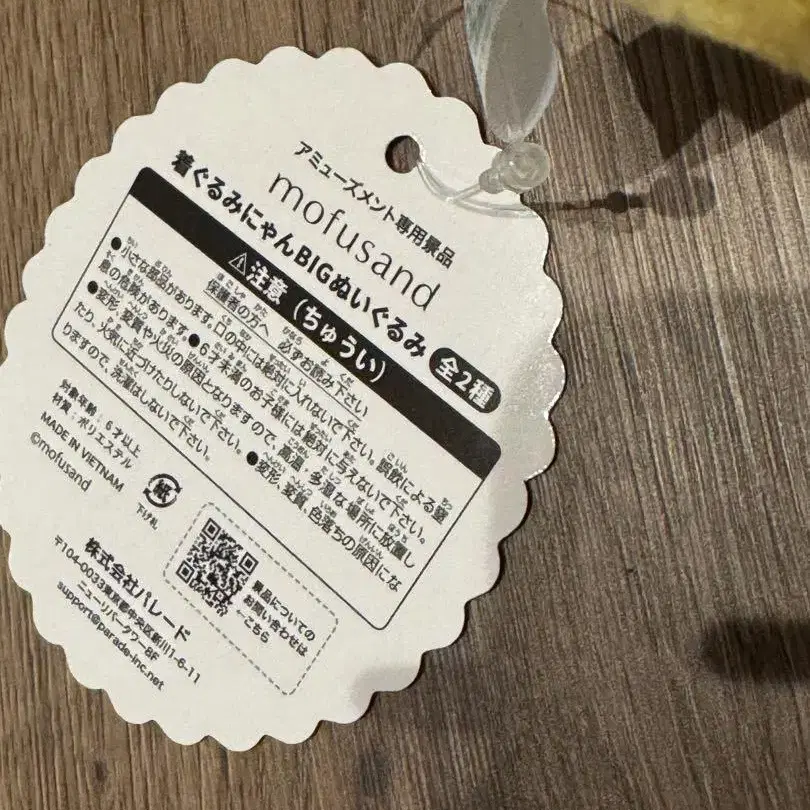 アミューズメント専用景品
mofusand
着ぐるみにゃんBIGぬいぐるみ 全2種
⚠注意（ちゅうい）
保護者の方へ 必ずお読み下さい
●小さな部品があります。口の中には絶対に入れないで下さい。誤飲による窒
息の危険があります。●6才未満のお子様には絶対に与えないで下さい。
●変形、変質や火災の原因となりますので、高温・多湿な場所に放置し
たり、火気に近づけたりしないで下さい。●変形、変質、色落ちの原因にな
りますので、洗濯はしないで下さい。
対象年齢：6才以上
材質：ポリエステル
MADE IN VIETNAM
©mofusand
紙
下げ札
景品についての
お問い合わせは
←こちら
株式会社パレード
〒104-0033東京都中央区新川1-6-11
ニューリバータワー8F
support@parade-inc.net